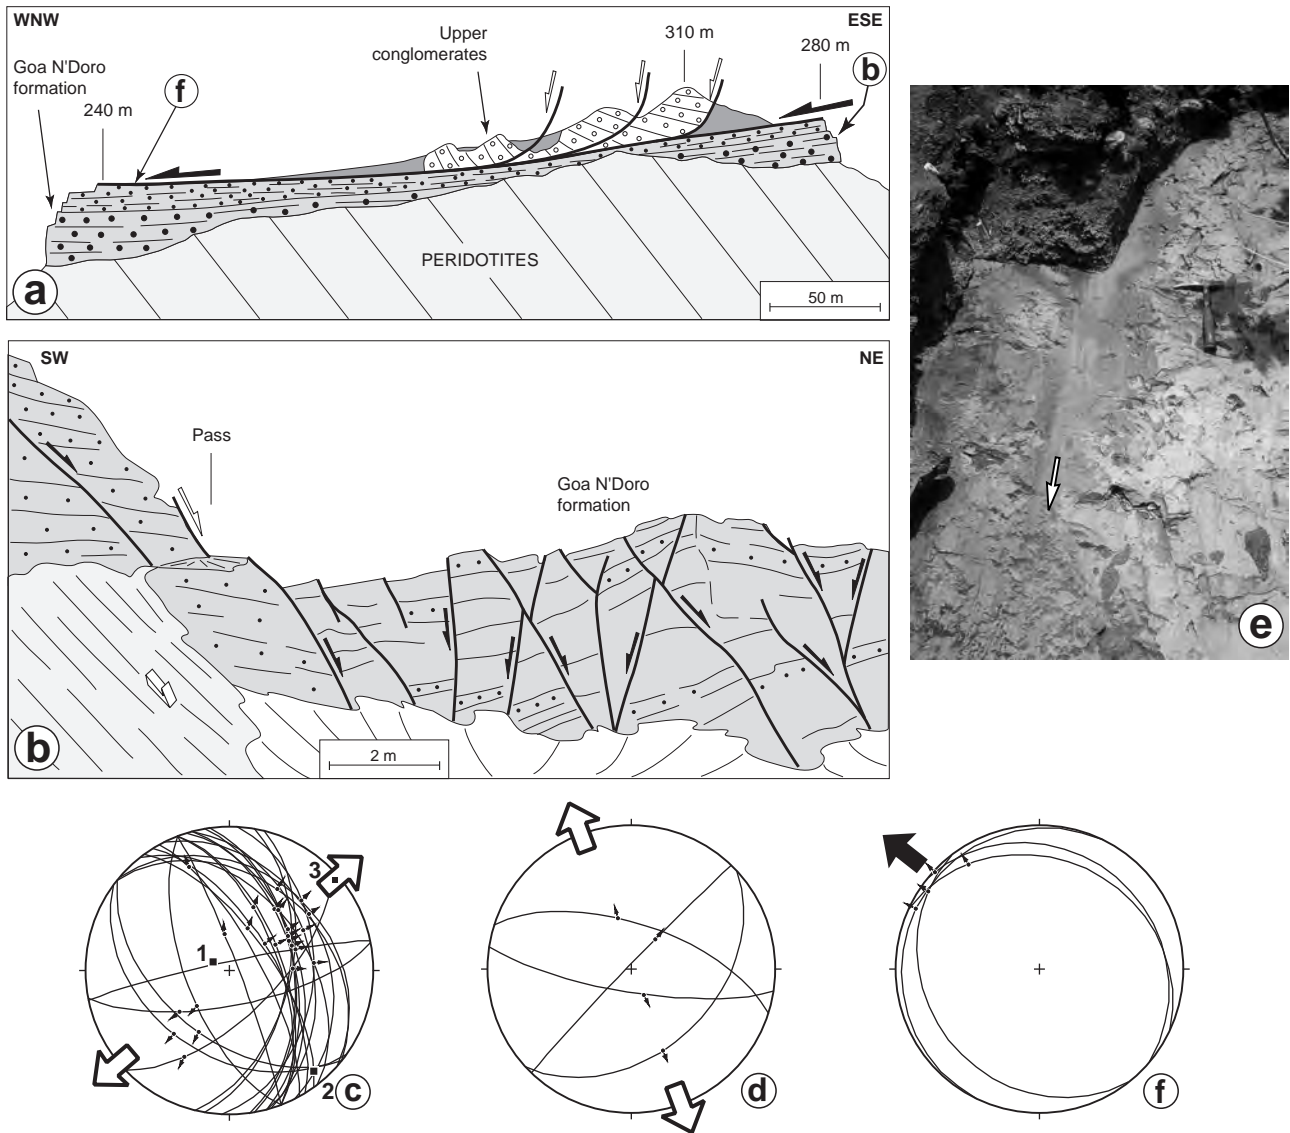 WNW
ESE
Goa N'Doro
formation
240 m
f
Upper
conglomerates
310 m
280 m
b
PERIDOTITES
a
50 m
SW
NE
Pass
Goa N'Doro
formation
b
2 m
e
1
2
3
c
d
f